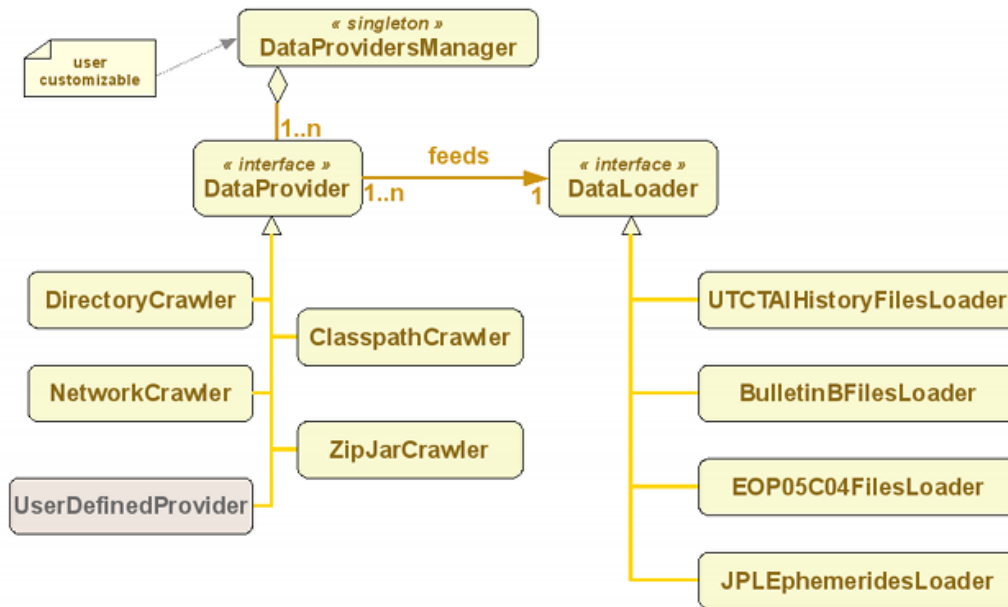 « singleton »
DataProvidersManager
user
customizable
1..n
« interface »
DataProvider
feeds
1..n
1
« interface »
DataLoader
DirectoryCrawler
UTCTAIHistoryFilesLoader
ClasspathCrawler
NetworkCrawler
BulletinBFilesLoader
ZipJarCrawler
EOP05C04FilesLoader
UserDefinedProvider
JPLEphemeridesLoader